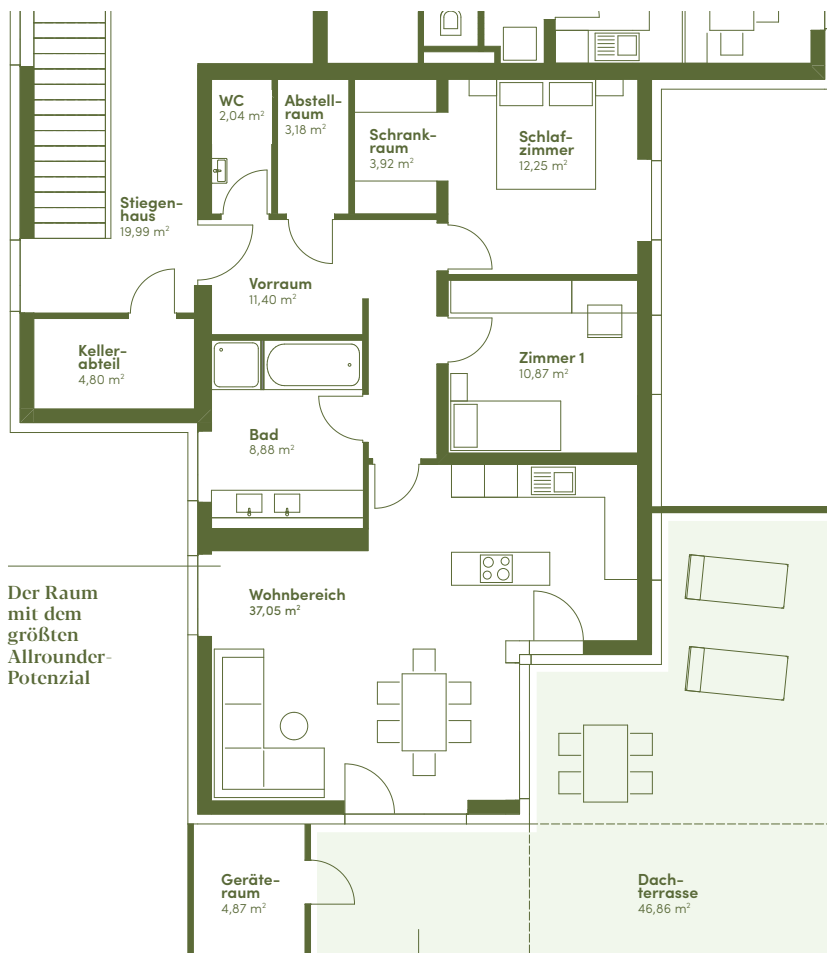 WC
2,04 m²
Abstell-
raum
3,18 m²
Schrank-
raum
3,92 m²
Schlaf-
zimmer
12,25 m²
Stiegen-
haus
19,99 m²
Vorraum
11,40 m²
Keller-
abteil
4,80 m²
Zimmer 1
10,87 m²
Bad
8,88 m²
Der Raum
mit dem
größten
Allrounder-
Potenzial
Wohnbereich
37,05 m²
Geräte-
raum
4,87 m²
Dach-
terrasse
46,86 m²